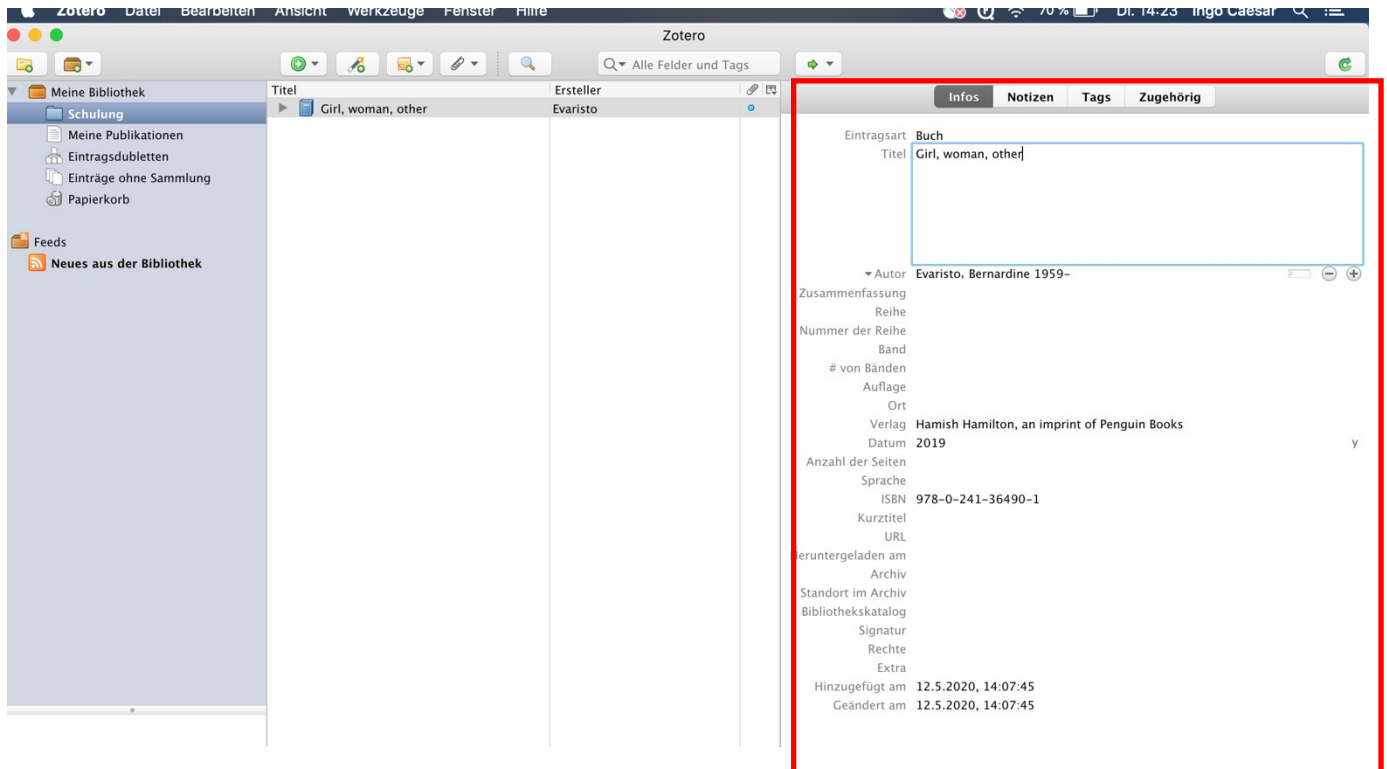 Zotero Datei Bearbeiten Ansicht Werkzeuge Fenster Hilfe 70 % Di. 14:23 Ingo Caesar
Zotero
Alle Felder und Tags
Meine Bibliothek
Schulung
Meine Publikationen
Eintragsdubletten
Einträge ohne Sammlung
Papierkorb
Feeds
Neues aus der Bibliothek
Titel Ersteller
Girl, woman, other Evaristo
Infos Notizen Tags Zugehörig
Eintragsart Buch
Titel Girl, woman, other
Autor Evaristo, Bernardine 1959-
Zusammenfassung
Reihe
Nummer der Reihe
Band
# von Bänden
Auflage
Ort
Verlag Hamish Hamilton, an imprint of Penguin Books
Datum 2019 y
Anzahl der Seiten
Sprache
ISBN 978-0-241-36490-1
Kurztitel
URL
Heruntergeladen am
Archiv
Standort im Archiv
Bibliothekskatalog
Signatur
Rechte
Extra
Hinzugefügt am 12.5.2020, 14:07:45
Geändert am 12.5.2020, 14:07:45